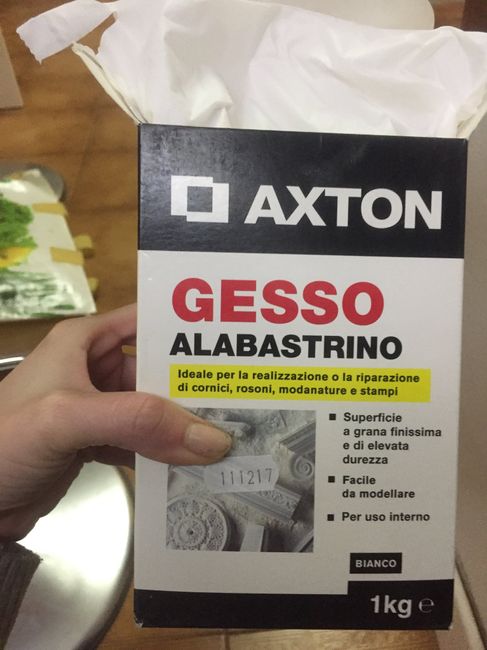 AXTON
GESSO
ALABASTRINO
Ideale per la realizzazione o la riparazione
di cornici, rosoni, modanature e stampi
■ Superficie
a grana finissima
e di elevata
durezza
■ Facile
da modellare
■ Per uso interno
111217
BIANCO
1kg ℮